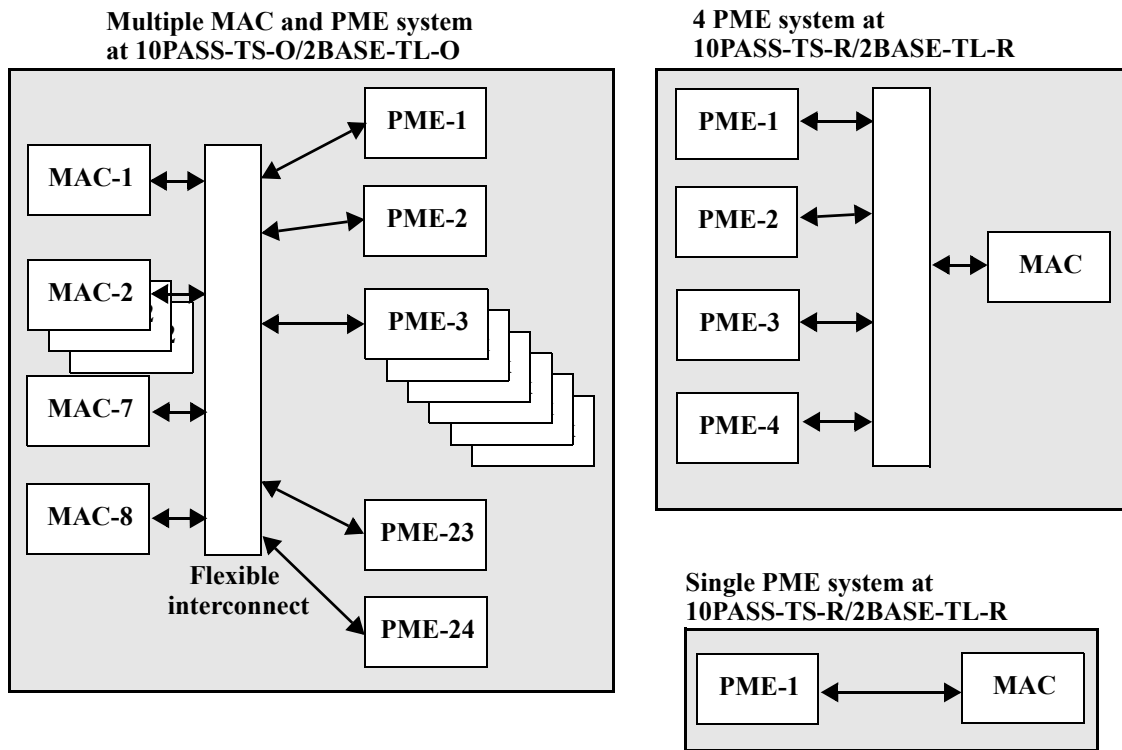 Multiple MAC and PME system
at 10PASS-TS-O/2BASE-TL-O
MAC-1
MAC-2
MAC-7
MAC-8
Flexible
interconnect
PME-1
PME-2
PME-3
PME-23
PME-24
4 PME system at
10PASS-TS-R/2BASE-TL-R
PME-1
PME-2
PME-3
PME-4
MAC
Single PME system at
10PASS-TS-R/2BASE-TL-R
PME-1
MAC